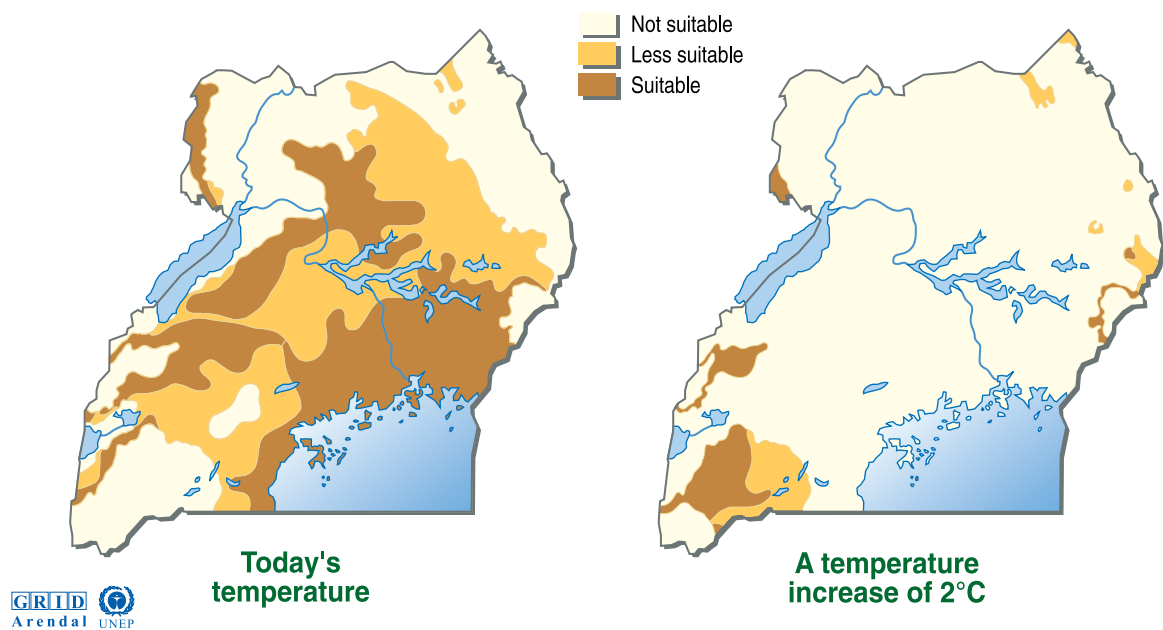 Not suitable
Less suitable
Suitable
Today's
temperature
A temperature
increase of 2°C
GRID
Arendal
UNEP